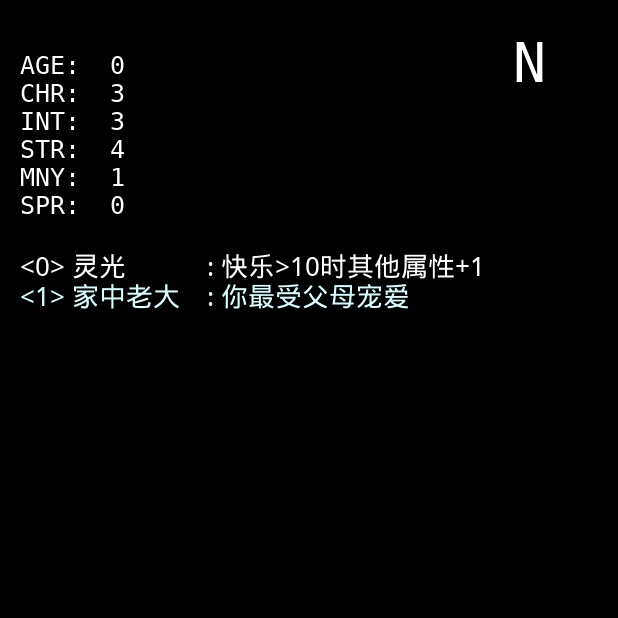 N
AGE: 0
CHR: 3
INT: 3
STR: 4
MNY: 1
SPR: 0
<0> 灵光 : 快乐>10时其他属性+1
<1> 家中老大 : 你最受父母宠爱